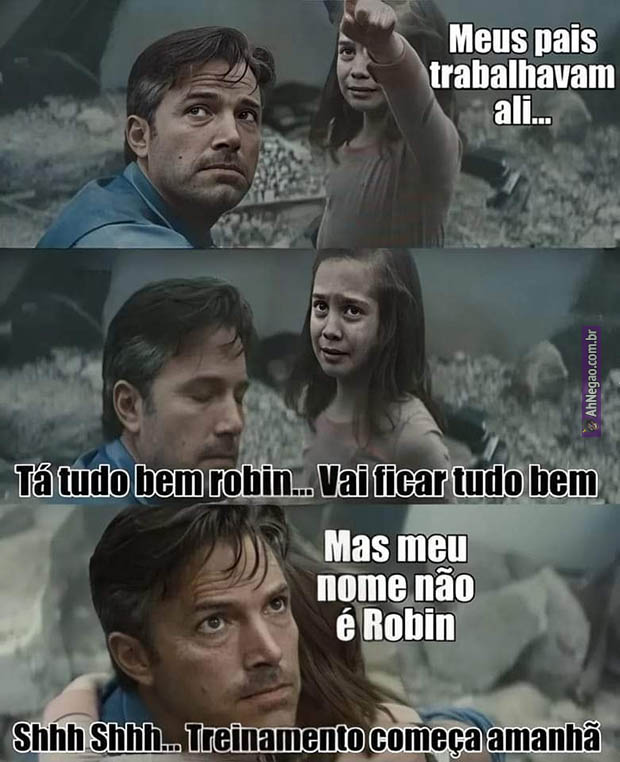 Meus pais
trabalhavam
ali...
AhNegao.com.br
Tá tudo bem robin... Vai ficar tudo bem
Mas meu
nome não
é Robin
Shhh Shhh... Treinamento começa amanhã